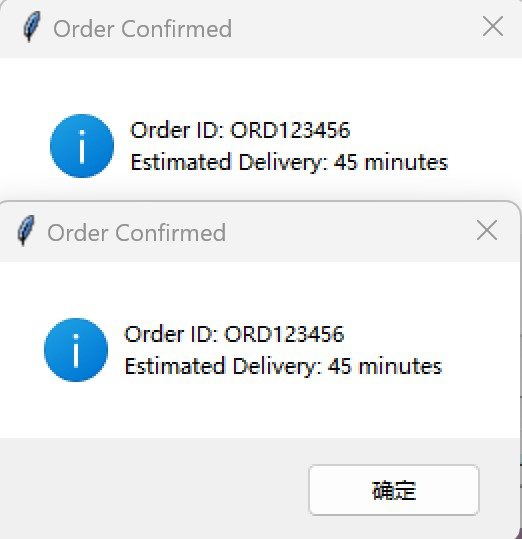 Order Confirmed
Order ID: ORD123456
Estimated Delivery: 45 minutes
Order Confirmed
Order ID: ORD123456
Estimated Delivery: 45 minutes
确定